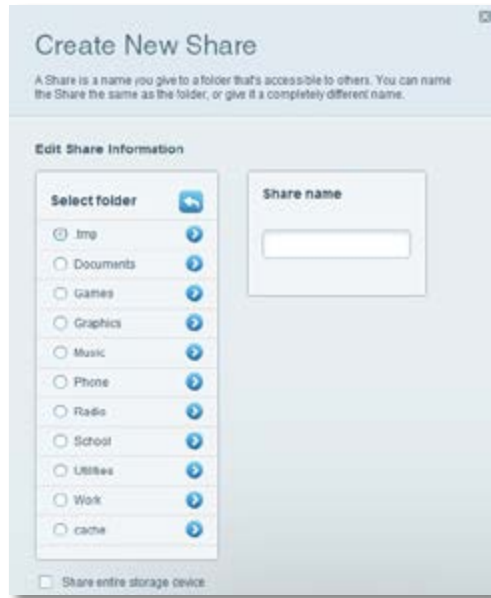 Create New Share
A Share is a name you give to a folder that's accessible to others. You can name
the Share the same as the folder, or give it a completely different name.
Edit Share Information
Select folder
.tmp
Documents
Games
Graphics
Music
Phone
Radio
School
Utilities
Work
cache
Share name
Share entire storage device